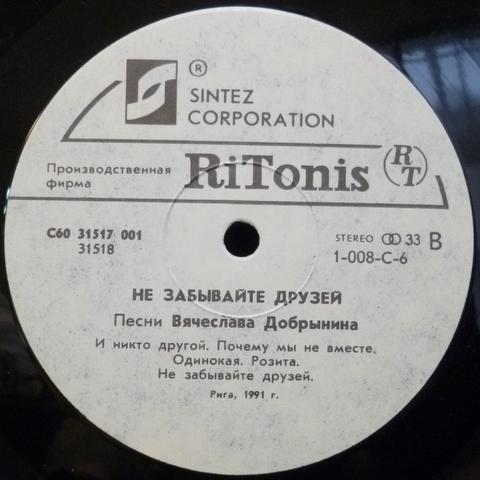 ®
SINTEZ
CORPORATION
Производственная
фирма
RiTonis
RT
С60 31517 001
31518
STEREO 33 B
1-008-С-6
НЕ ЗАБЫВАЙТЕ ДРУЗЕЙ
Песни Вячеслава Добрынина
И никто другой. Почему мы не вместе.
Одинокая. Розита.
Не забывайте друзей.
Рига, 1991 г.